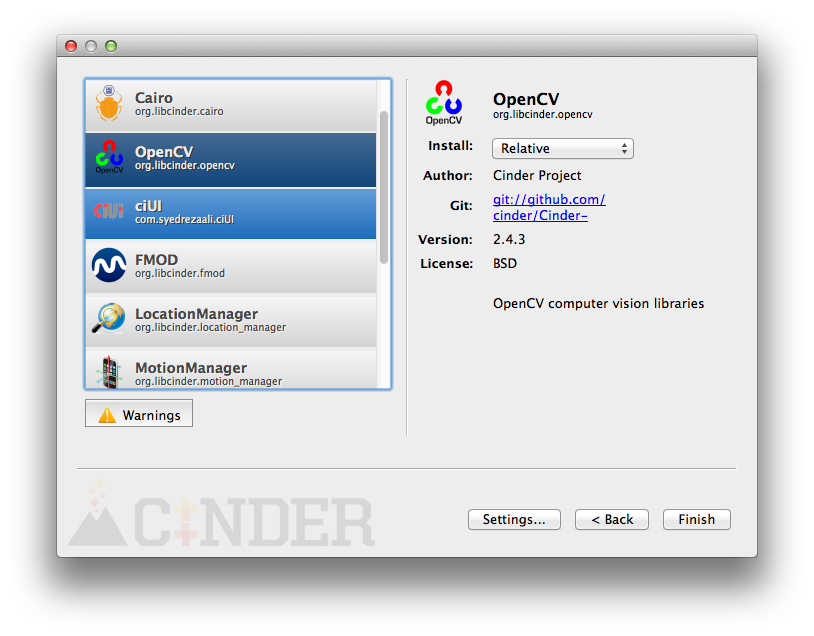 Cairo
org.libcinder.cairo
OpenCV
OpenCV
org.libcinder.opencv
ciUI
ciUI
com.syedrezaali.ciUI
FMOD
org.libcinder.fmod
LocationManager
org.libcinder.location_manager
MotionManager
org.libcinder.motion_manager
Warnings
OpenCV
OpenCV
org.libcinder.opencv
Install: Relative
Author: Cinder Project
Git: git://github.com/
cinder/Cinder-
Version: 2.4.3
License: BSD
OpenCV computer vision libraries
CINDER
Settings...
< Back
Finish